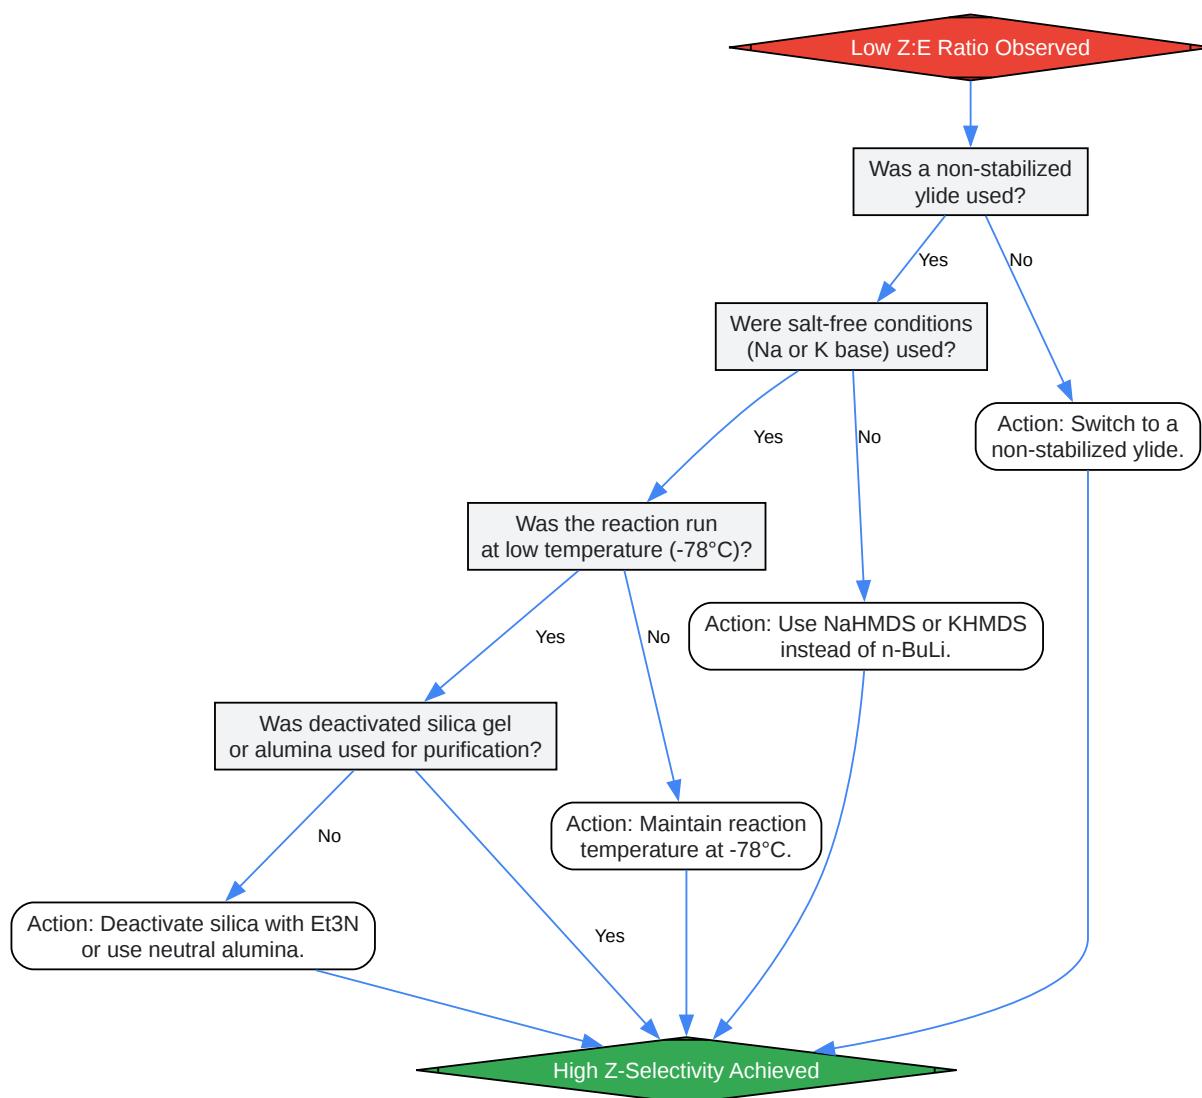 Low Z:E Ratio Observed
Was a non-stabilized
ylide used?
Yes
No
Were salt-free conditions
(Na or K base) used?
Action: Switch to a
non-stabilized ylide.
Yes
No
Was the reaction run
at low temperature (-78°C)?
Action: Use NaHMDS or KHMDS
instead of n-BuLi.
Yes
No
Was deactivated silica gel
or alumina used for purification?
Action: Maintain reaction
temperature at -78°C.
No
Yes
Action: Deactivate silica with Et3N
or use neutral alumina.
High Z-Selectivity Achieved